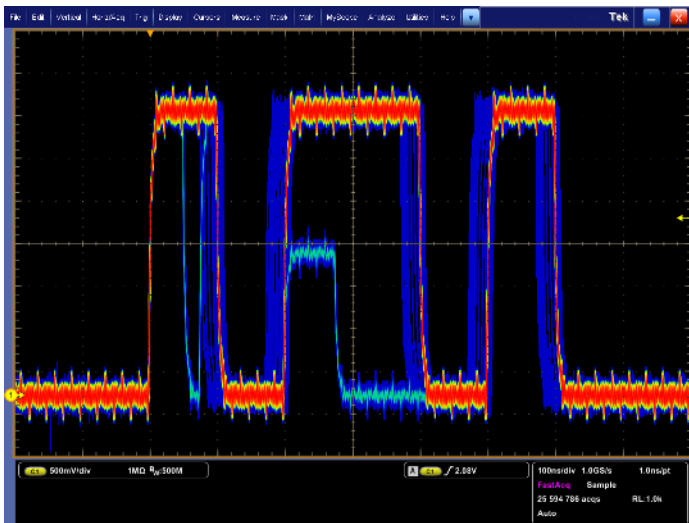 File Edit Vertical Horiz/Acq Trig Display Cursors Measure Mask Math MyScope Analyze Utilities Help Tek
1
C1 500mV/div 1MΩ BW:500M A C1 2.08V 100ns/div 1.0GS/s 1.0ns/pt
FastAcq Sample
25 594 786 acqs RL:1.0k
Auto